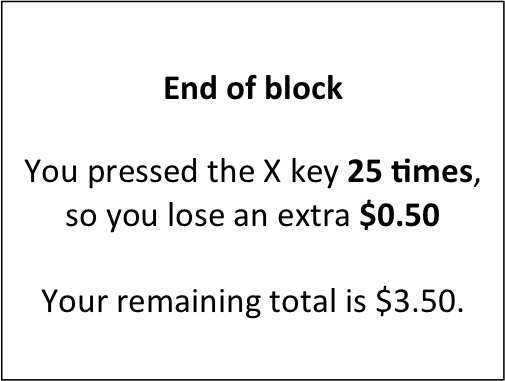 End of block
You pressed the X key 25 times,
so you lose an extra $0.50
Your remaining total is $3.50.